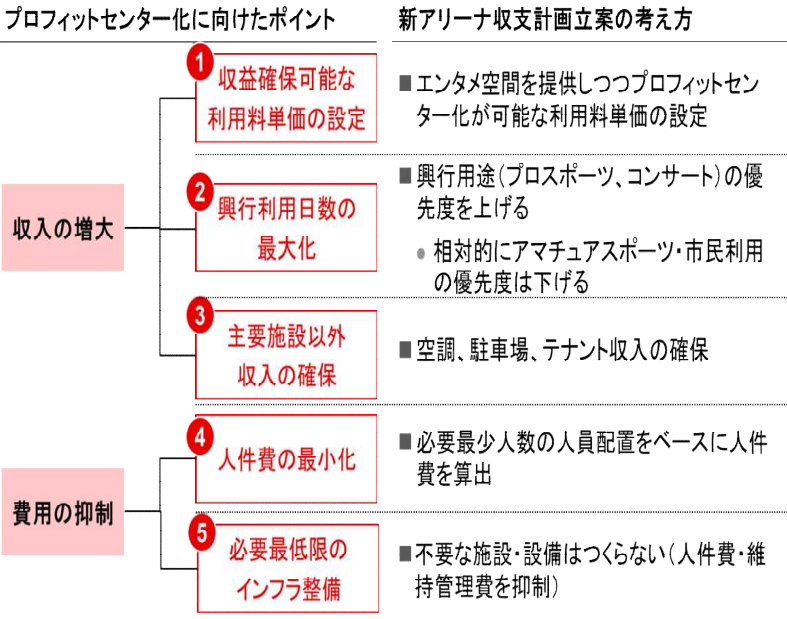 プロフィットセンター化に向けたポイント
新アリーナ収支計画立案の考え方
収入の増大
1
収益確保可能な
利用料単価の設定
■エンタメ空間を提供しつつプロフィットセン
ター化が可能な利用料単価の設定
2
興行利用日数の
最大化
■興行用途(プロスポーツ、コンサート)の優
先度を上げる
● 相対的にアマチュアスポーツ・市民利用
の優先度は下げる
3
主要施設以外
収入の確保
■空調、駐車場、テナント収入の確保
費用の抑制
4
人件費の最小化
■必要最少人数の人員配置をベースに人件
費を算出
5
必要最低限の
インフラ整備
■不要な施設・設備はつくらない(人件費・維
持管理費を抑制)